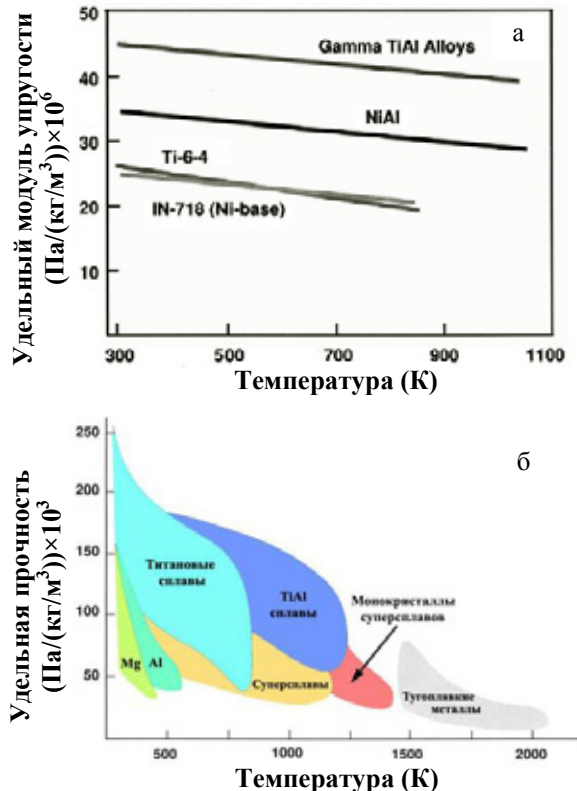 Удельный модуль упругости
(Па/(кг/м³))×10⁶
50
40
30
20
10
а
Gamma TiAl Alloys
NiAl
Ti-6-4
IN-718 (Ni-base)
300
500
700
900
1100
Температура (К)
Удельная прочность
(Па/(кг/м³))×10³
250
200
150
100
50
б
Титановые
сплавы
TiAl
сплавы
Монокристаллы
суперсплавов
Mg
Al
Суперсплавы
Тугоплавкие
металлы
500
1000
1500
2000
Температура (К)